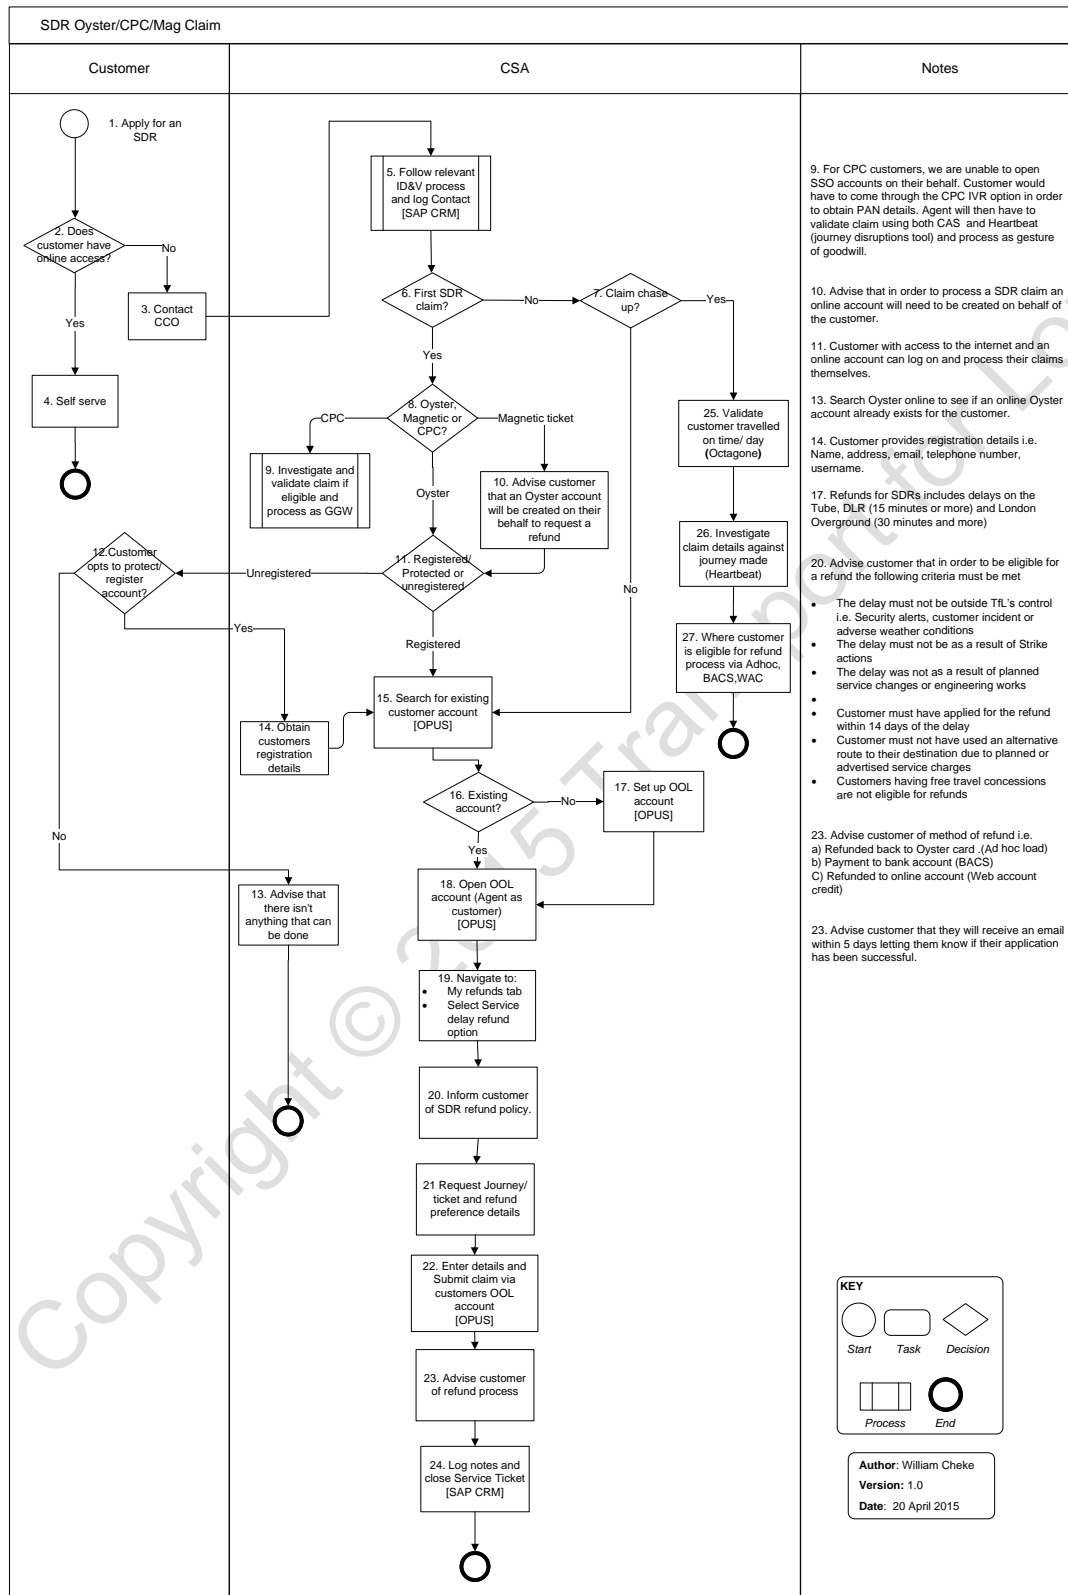 SDR Oyster/CPC/Mag Claim
Customer
CSA
Notes
1. Apply for an
SDR
2. Does
customer have
online access?
No
Yes
3. Contact
CCO
4. Self serve
5. Follow relevant
ID&V process
and log Contact
[SAP CRM]
6. First SDR
claim?
No
7. Claim chase
up?
Yes
Yes
No
8. Oyster,
Magnetic or
CPC?
CPC
Magnetic ticket
Oyster
9. Investigate and
validate claim if
eligible and
process as GGW
10. Advise customer
that an Oyster account
will be created on their
behalf to request a
refund
11. Registered/
Protected or
unregistered
Unregistered
Registered
12.Customer
opts to protect/
register
account?
Yes
No
13. Advise that
there isn't
anything that can
be done
14. Obtain
customers
registration
details
15. Search for existing
customer account
[OPUS]
16. Existing
account?
No
Yes
17. Set up OOL
account
[OPUS]
18. Open OOL
account (Agent as
customer)
[OPUS]
19. Navigate to:
• My refunds tab
• Select Service
delay refund
option
20. Inform customer
of SDR refund policy.
21 Request Journey/
ticket and refund
preference details
22. Enter details and
Submit claim via
customers OOL
account
[OPUS]
23. Advise customer
of refund process
24. Log notes and
close Service Ticket
[SAP CRM]
25. Validate
customer travelled
on time/ day
(Octagone)
26. Investigate
claim details against
journey made
(Heartbeat)
27. Where customer
is eligible for refund
process via Adhoc,
BACS,WAC
9. For CPC customers, we are unable to open
SSO accounts on their behalf. Customer would
have to come through the CPC IVR option in order
to obtain PAN details. Agent will then have to
validate claim using both CAS and Heartbeat
(journey disruptions tool) and process as gesture
of goodwill.
10. Advise that in order to process a SDR claim an
online account will need to be created on behalf of
the customer.
11. Customer with access to the internet and an
online account can log on and process their claims
themselves.
13. Search Oyster online to see if an online Oyster
account already exists for the customer.
14. Customer provides registration details i.e.
Name, address, email, telephone number,
username.
17. Refunds for SDRs includes delays on the
Tube, DLR (15 minutes or more) and London
Overground (30 minutes and more)
20. Advise customer that in order to be eligible for
a refund the following criteria must be met
• The delay must not be outside TfL's control
i.e. Security alerts, customer incident or
adverse weather conditions
• The delay must not be as a result of Strike
actions
• The delay was not as a result of planned
service changes or engineering works
•
• Customer must have applied for the refund
within 14 days of the delay
• Customer must not have used an alternative
route to their destination due to planned or
advertised service charges
• Customers having free travel concessions
are not eligible for refunds
23. Advise customer of method of refund i.e.
a) Refunded back to Oyster card .(Ad hoc load)
b) Payment to bank account (BACS)
C) Refunded to online account (Web account
credit)
23. Advise customer that they will receive an email
within 5 days letting them know if their application
has been successful.
KEY
Start Task Decision
Process End
Author: William Cheke
Version: 1.0
Date: 20 April 2015
Copyright © 2015 Transport for Lo